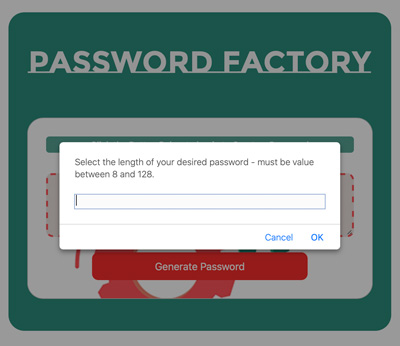 PASSWORD FACTORY
Select the length of your desired password - must be value
between 8 and 128.
Cancel OK
Generate Password